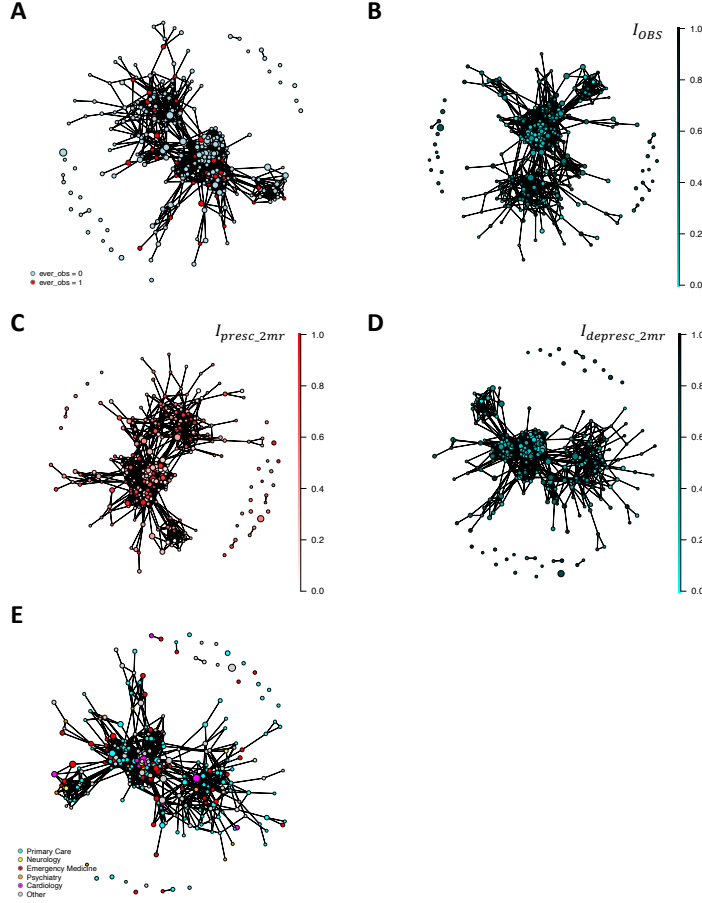 A
ever_obs = 0
ever_obs = 1
B
I_OBS
1.0
0.8
0.6
0.4
0.2
0.0
C
I_presc_2mr
1.0
0.8
0.6
0.4
0.2
0.0
D
I_depresc_2mr
1.0
0.8
0.6
0.4
0.2
0.0
E
Primary Care
Neurology
Emergency Medicine
Psychiatry
Cardiology
Other